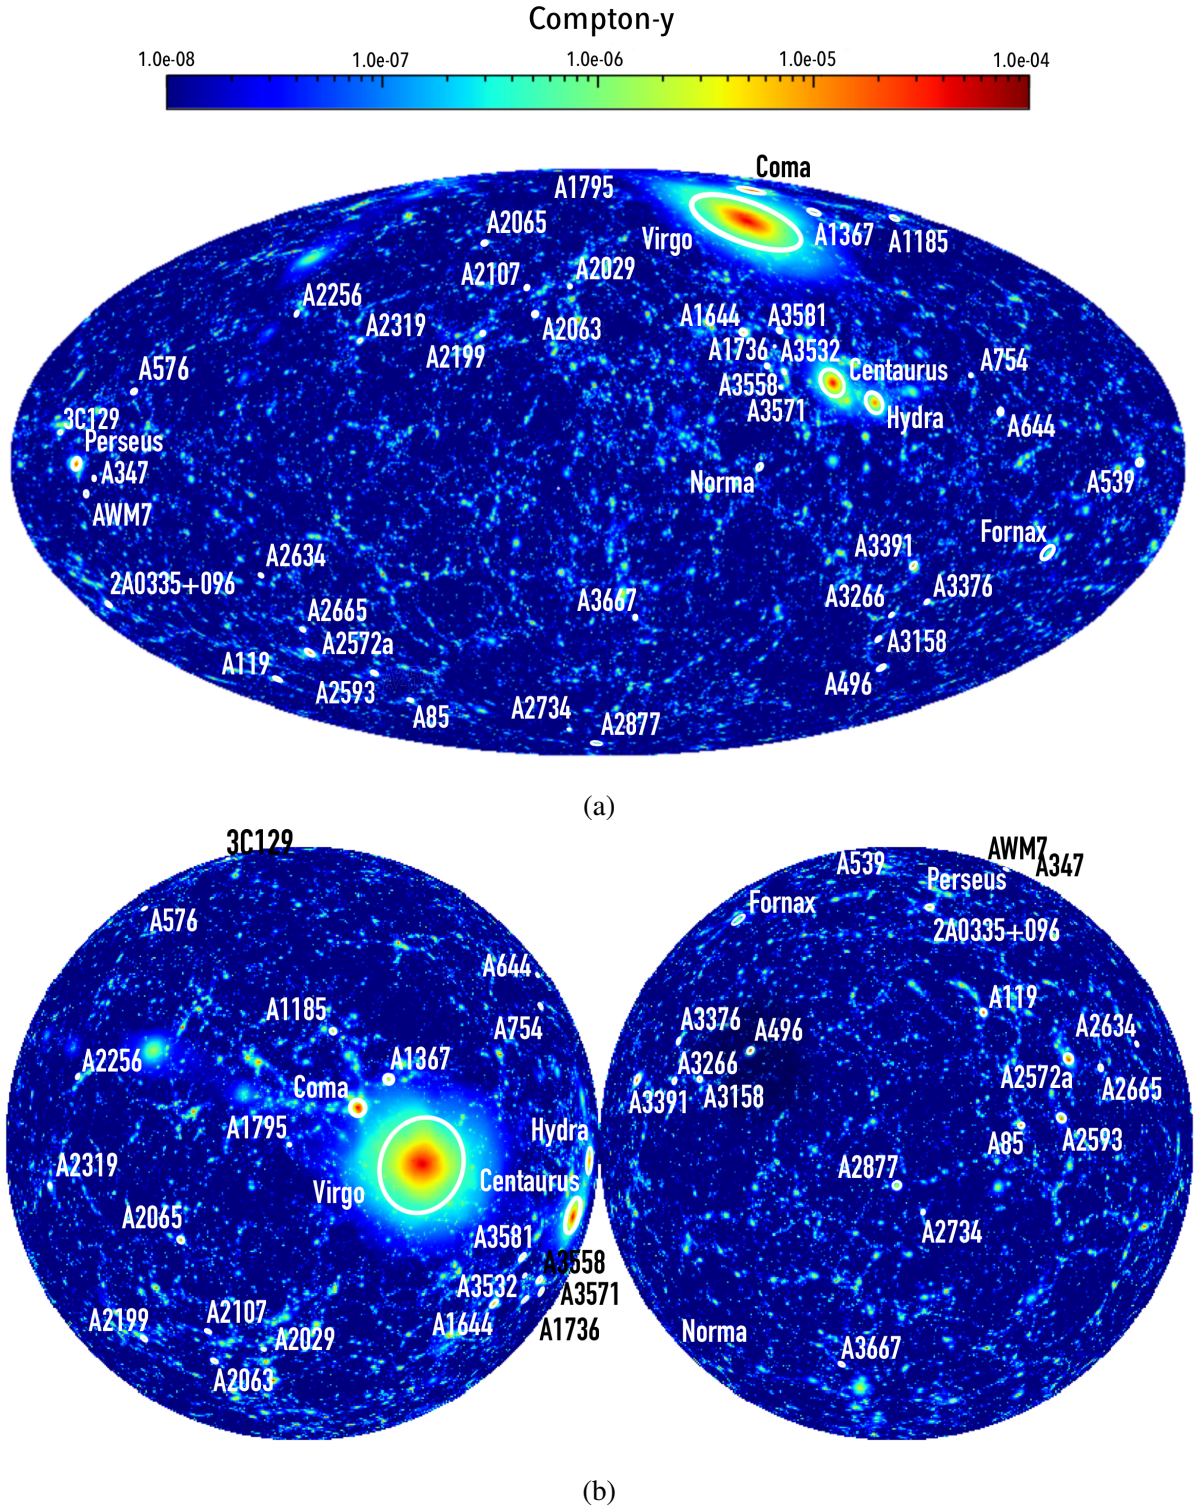 Compton-y
1.0e-08 1.0e-07 1.0e-06 1.0e-05 1.0e-04
Coma
A1795
A2065
Virgo
A1367
A1185
A2107
A2029
A2256
A2319
A2063
A2199
A1644
A3581
A1736
A3532
A576
A3558
Centaurus
A754
A3571
Hydra
A644
3C129
Perseus
A347
AWM7
Norma
A539
Fornax
A3391
A2634
2A0335+096
A3376
A3266
A2665
A3667
A2572a
A3158
A119
A2593
A496
A85
A2734
A2877
(a)
3C129
A576
A644
A1185
A754
A2256
A1367
Coma
A1795
Hydra
A2319
Virgo
Centaurus
A2065
A3581
A3558
A3532
A3571
A2199
A2107
A1644
A1736
A2029
A2063
A539
AWM7
A347
Perseus
Fornax
2A0335+096
A119
A3376
A496
A2634
A3266
A2572a
A2665
A3391
A3158
A85
A2593
A2877
A2734
Norma
A3667
(b)